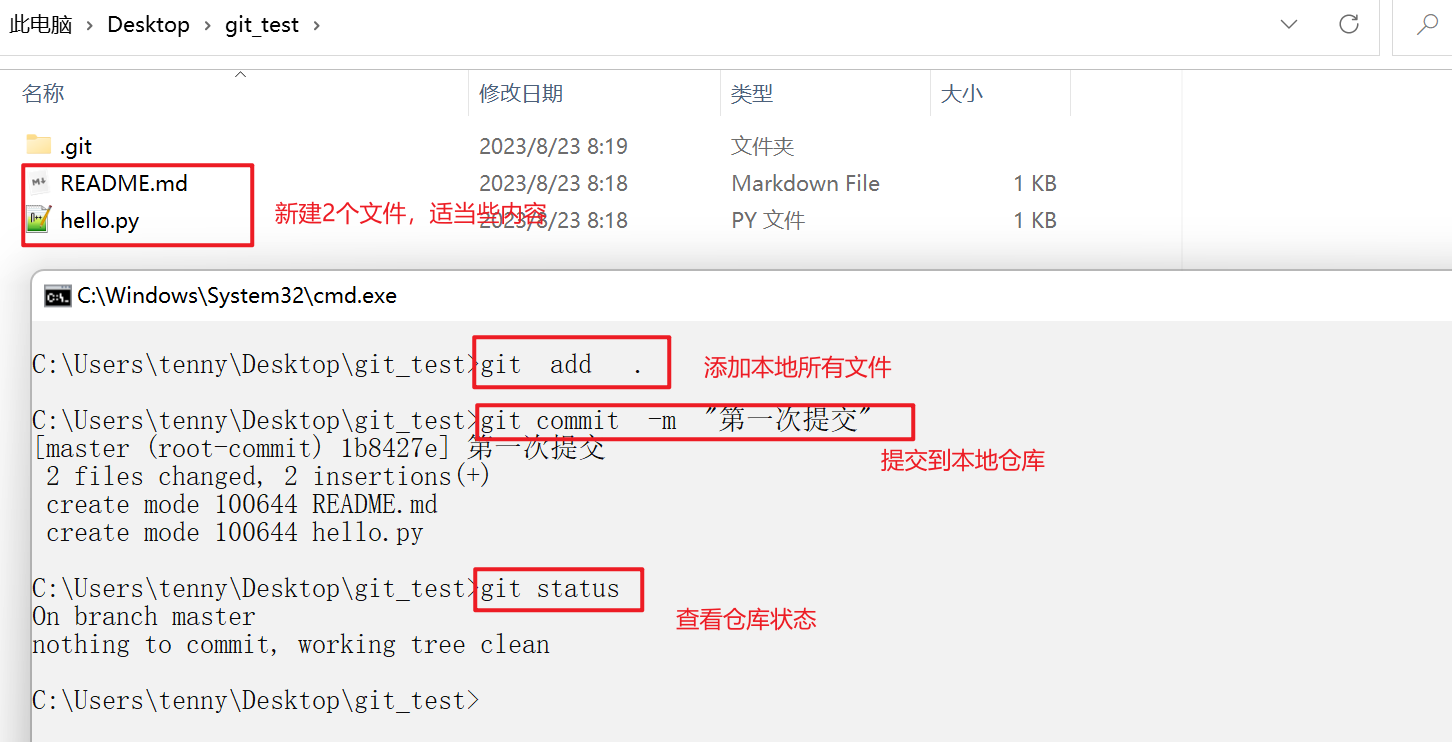 此电脑 › Desktop › git_test ›
名称 修改日期 类型 大小
.git 2023/8/23 8:19 文件夹
README.md 2023/8/23 8:18 Markdown File 1 KB
hello.py 2023/8/23 8:18 PY 文件 1 KB
新建2个文件，适当些内容
C:\Windows\System32\cmd.exe
C:\Users\tenny\Desktop\git_test>git  add   .
添加本地所有文件
C:\Users\tenny\Desktop\git_test>git commit  -m  "第一次提交"
[master (root-commit) 1b8427e] 第一次提交
提交到本地仓库
2 files changed, 2 insertions(+)
create mode 100644 README.md
create mode 100644 hello.py
C:\Users\tenny\Desktop\git_test>git status
查看仓库状态
On branch master
nothing to commit, working tree clean
C:\Users\tenny\Desktop\git_test>